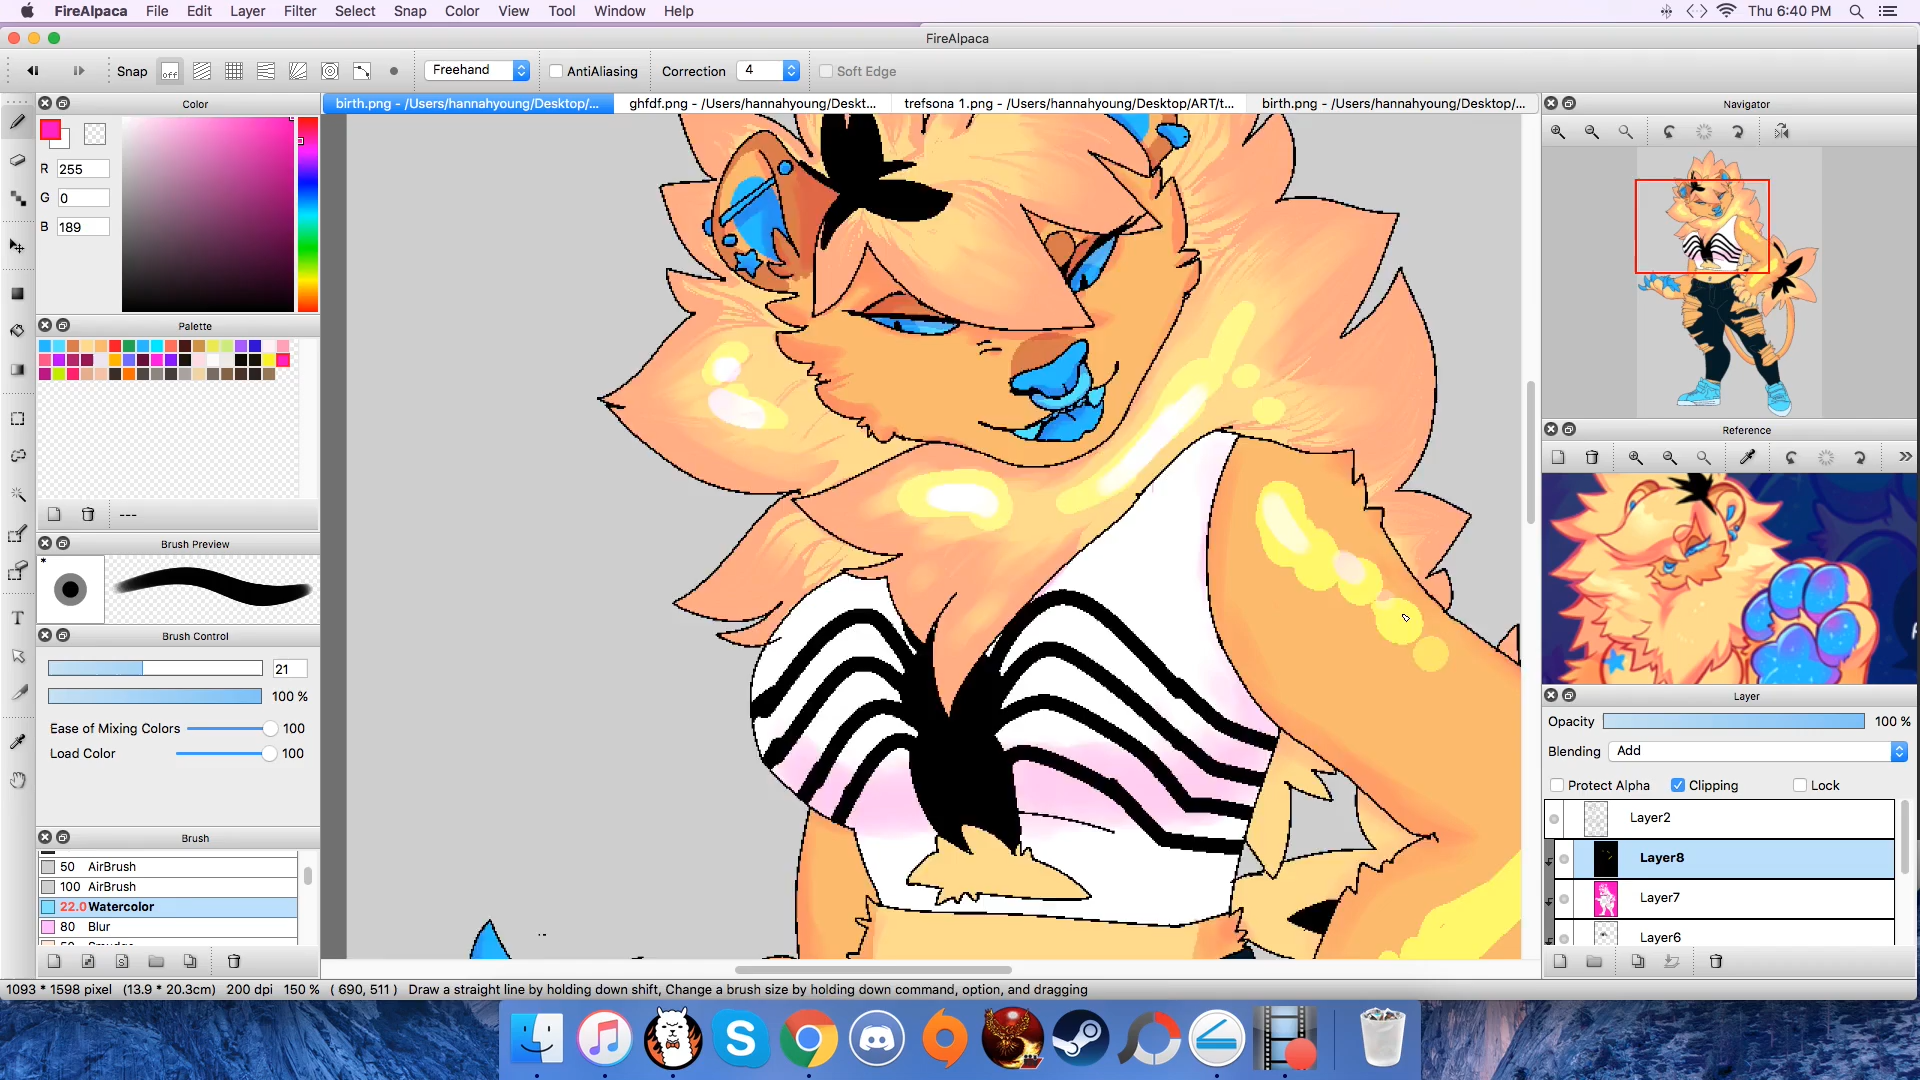 FireAlpaca File Edit Layer Filter Select Snap Color View Tool Window Help Thu 6:40 PM
FireAlpaca
Snap off Freehand AntiAliasing Correction 4 Soft Edge
Color
birth.png - /Users/hannahyoung/Desktop/... ghfdf.png - /Users/hannahyoung/Deskt... trefsona 1.png - /Users/hannahyoung/Desktop/ART/t... birth.png - /Users/hannahyoung/Desktop/...
Navigator
R 255
G 0
B 189
Palette
---
Brush Preview
*
Brush Control
21
100 %
Ease of Mixing Colors 100
Load Color 100
Brush
50 AirBrush
100 AirBrush
22.0 Watercolor
80 Blur
50 Smudge
Reference
Layer
Opacity 100 %
Blending Add
Protect Alpha Clipping Lock
Layer2
Layer8
Layer7
Layer6
1093 * 1598 pixel (13.9 * 20.3cm) 200 dpi 150 % ( 690, 511 ) Draw a straight line by holding down shift, Change a brush size by holding down command, option, and dragging